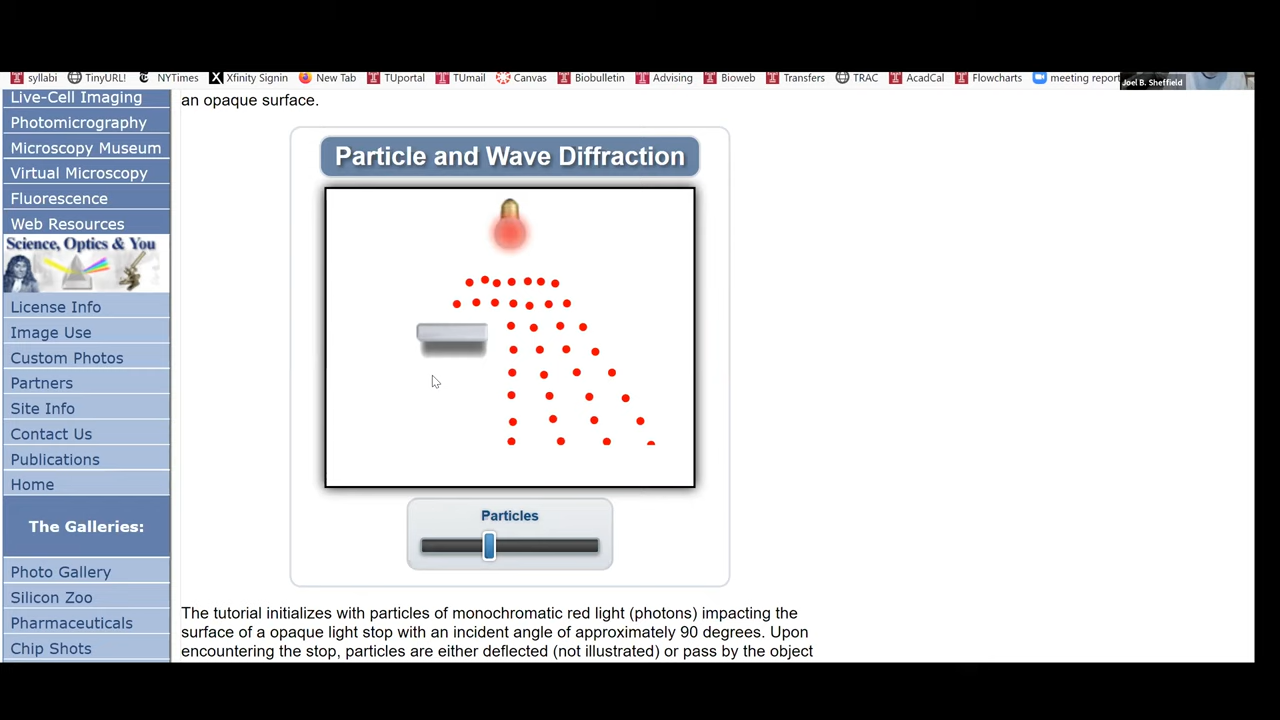 syllabi TinyURL! NYTimes Xfinity Signin New Tab TUportal TUmail Canvas Biobulletin Advising Bioweb Transfers TRAC AcadCal Flowcharts meeting report
Joel B. Sheffield
Live-Cell Imaging
Photomicrography
Microscopy Museum
Virtual Microscopy
Fluorescence
Web Resources
Science, Optics & You
License Info
Image Use
Custom Photos
Partners
Site Info
Contact Us
Publications
Home
The Galleries:
Photo Gallery
Silicon Zoo
Pharmaceuticals
Chip Shots
an opaque surface.
Particle and Wave Diffraction
Particles
The tutorial initializes with particles of monochromatic red light (photons) impacting the
surface of a opaque light stop with an incident angle of approximately 90 degrees. Upon
encountering the stop, particles are either deflected (not illustrated) or pass by the object